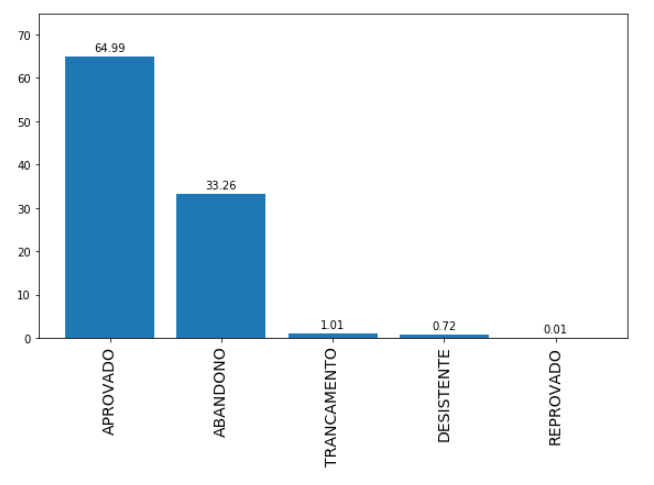 70
60
50
40
30
20
10
0
64.99
33.26
1.01
0.72
0.01
APROVADO
ABANDONO
TRANCAMENTO
DESISTENTE
REPROVADO